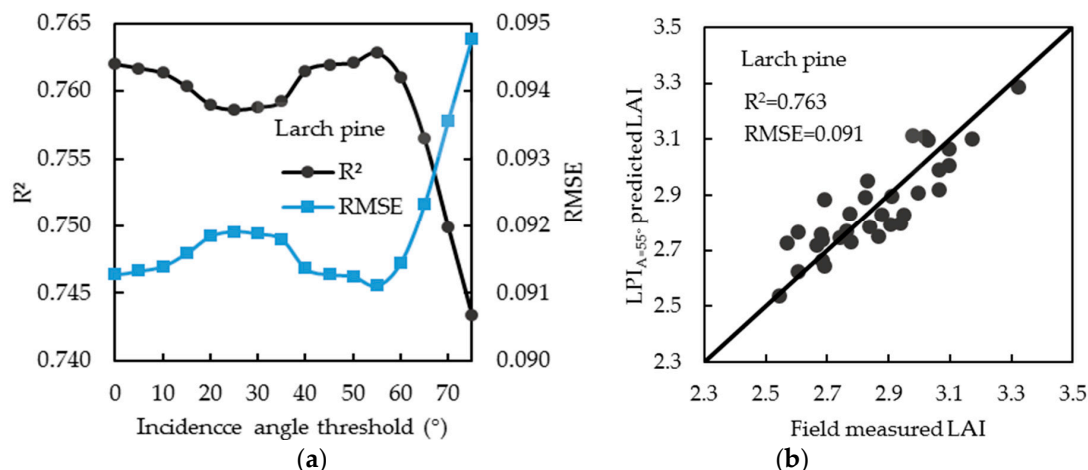 0.765
0.760
0.755
0.750
0.745
0.740
R²
0.095
0.094
0.093
0.092
0.091
0.090
RMSE
Larch pine
R²
RMSE
0 10 20 30 40 50 60 70
Incidencce angle threshold (°)
(a)
3.5
3.3
3.1
2.9
2.7
2.5
2.3
LPI A=55° predicted LAI
Larch pine
R²=0.763
RMSE=0.091
2.3 2.5 2.7 2.9 3.1 3.3 3.5
Field measured LAI
(b)